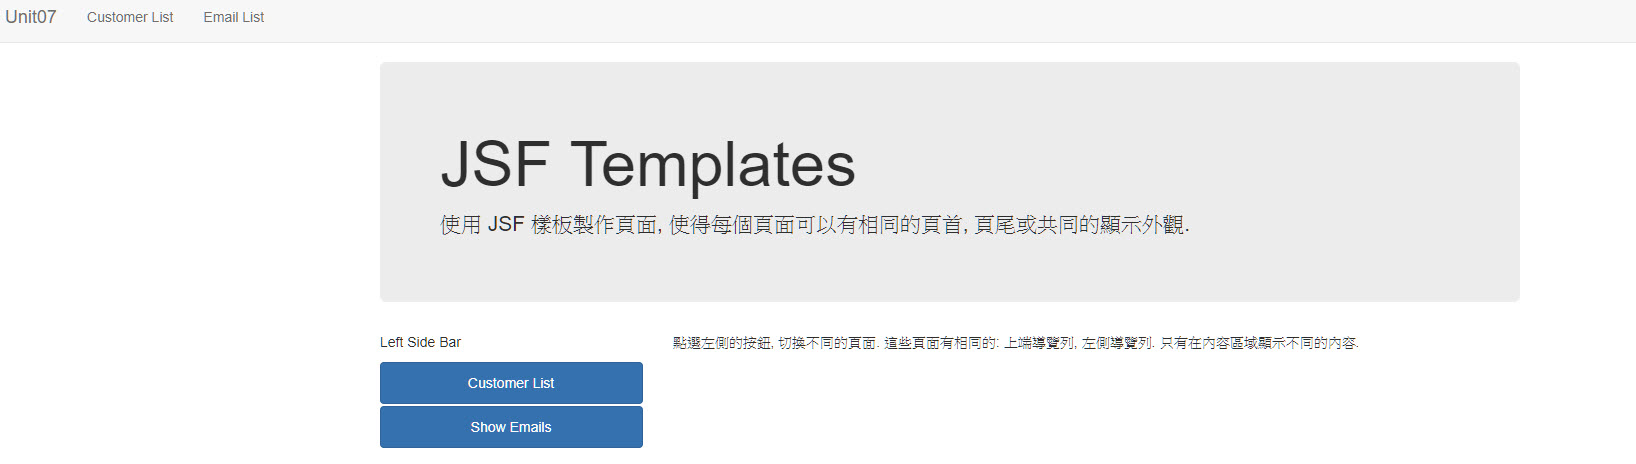 Unit07 Customer List Email List
JSF Templates
使用 JSF 樣板製作頁面, 使得每個頁面可以有相同的頁首, 頁尾或共同的顯示外觀.
Left Side Bar
點選左側的按鈕, 切換不同的頁面. 這些頁面有相同的: 上端導覽列, 左側導覽列. 只有在內容區域顯示不同的內容.
Customer List
Show Emails